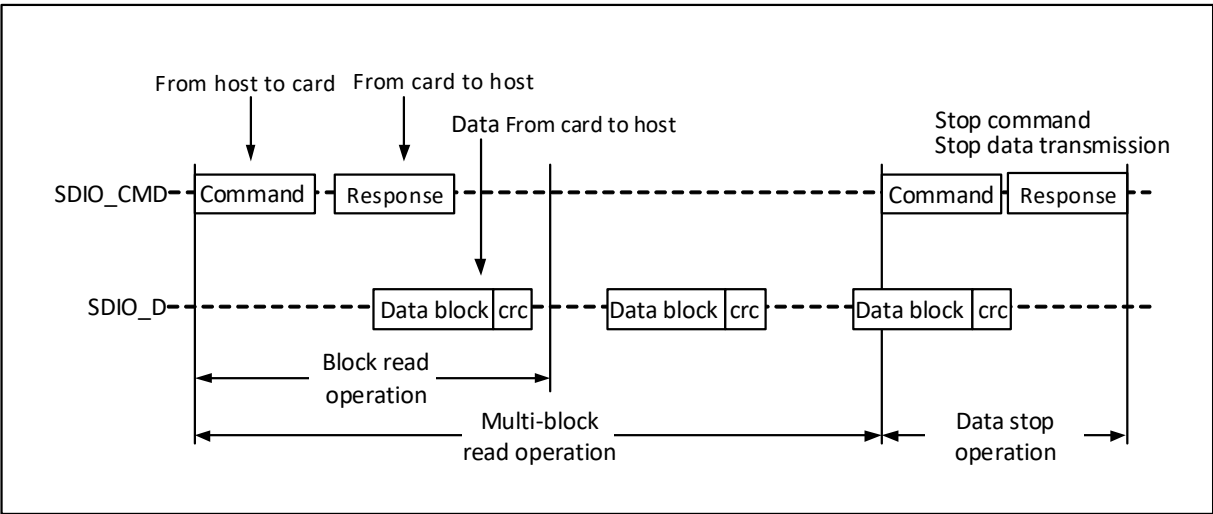 From host to card
From card to host
Data From card to host
Stop command
Stop data transmission
SDIO_CMD
Command
Response
Command
Response
SDIO_D
Data block
crc
Data block
crc
Data block
crc
Block read
operation
Multi-block
read operation
Data stop
operation